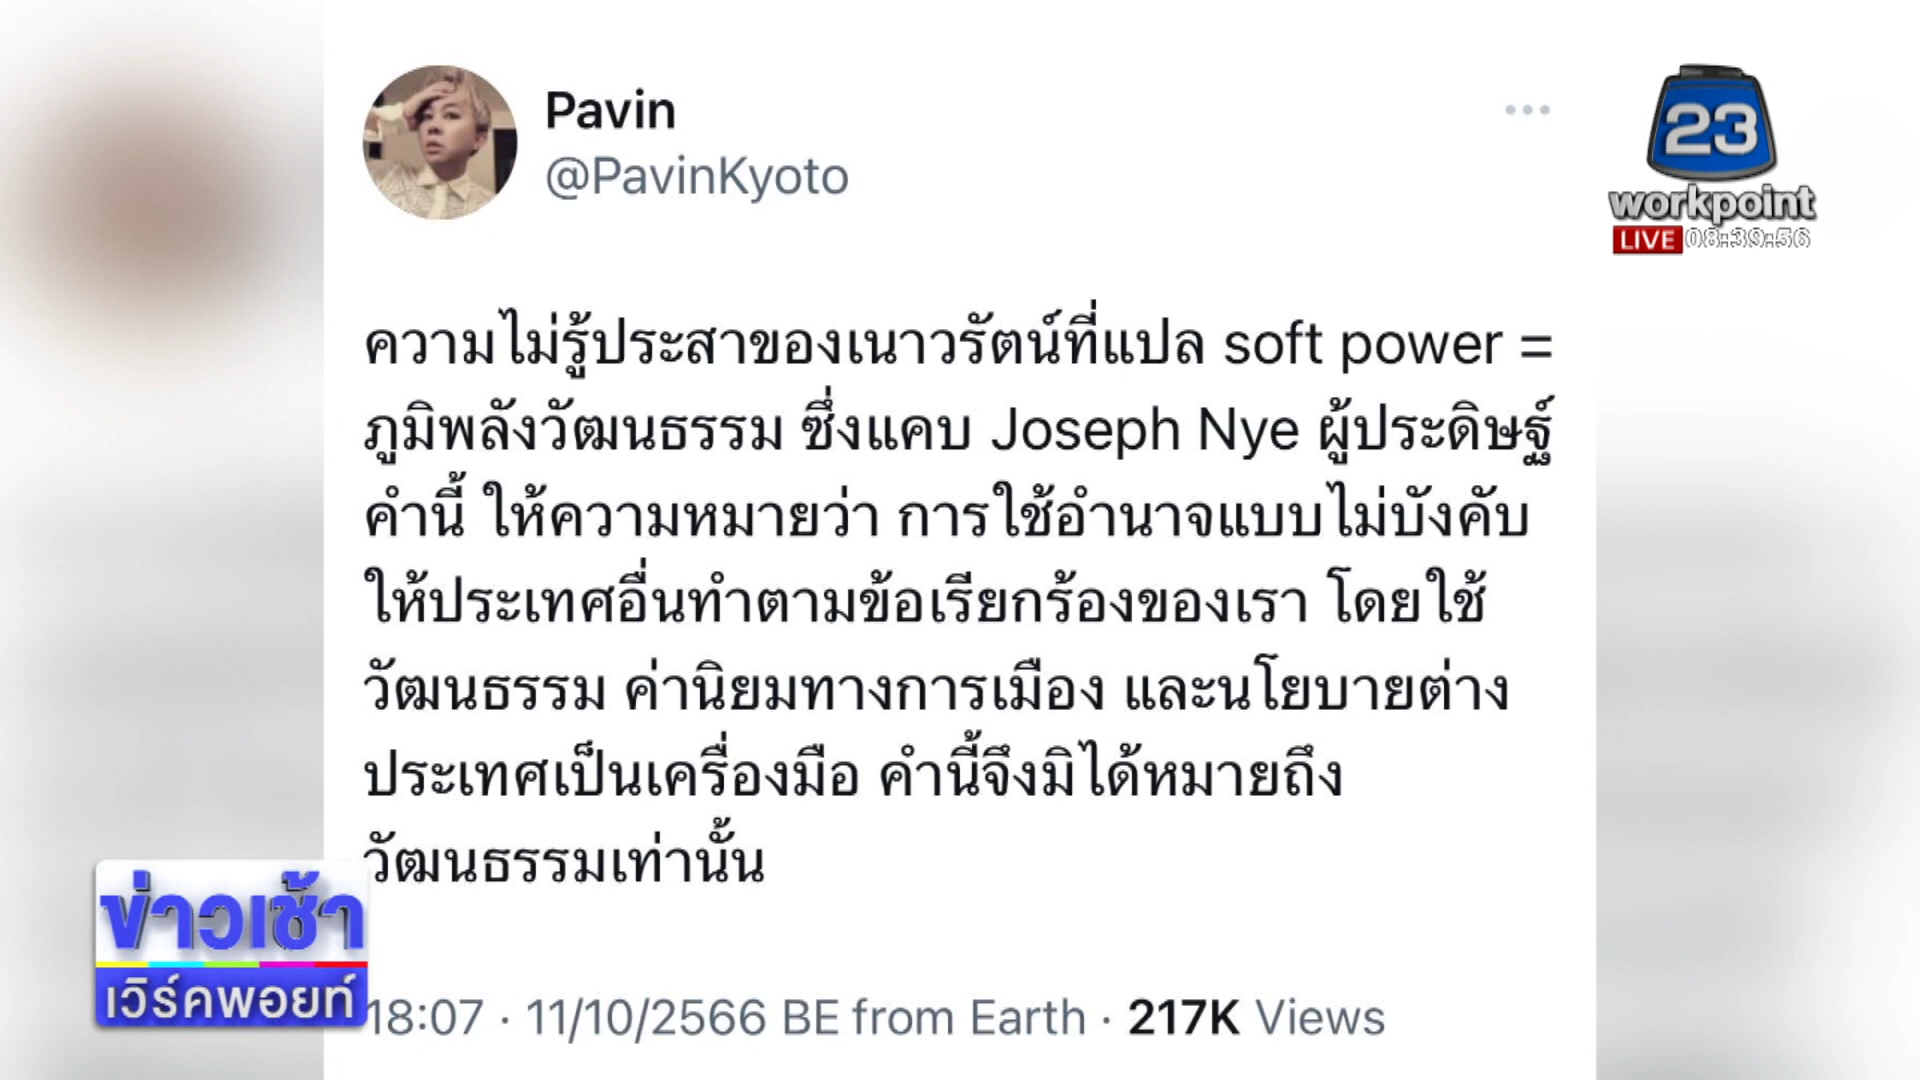 Pavin
@PavinKyoto
23
workpoint
LIVE 08:39:56
ความไม่รู้ประสาของเนาวรัตน์ที่แปล soft power =
ภูมิพลังวัฒนธรรม ซึ่งแคบ Joseph Nye ผู้ประดิษฐ์
คำนี้ ให้ความหมายว่า การใช้อำนาจแบบไม่บังคับ
ให้ประเทศอื่นทำตามข้อเรียกร้องของเรา โดยใช้
วัฒนธรรม ค่านิยมทางการเมือง และนโยบายต่าง
ประเทศเป็นเครื่องมือ คำนี้จึงมิได้หมายถึง
วัฒนธรรมเท่านั้น
ข่าวเช้า
เวิร์คพอยท์
18:07 · 11/10/2566 BE from Earth · 217K Views